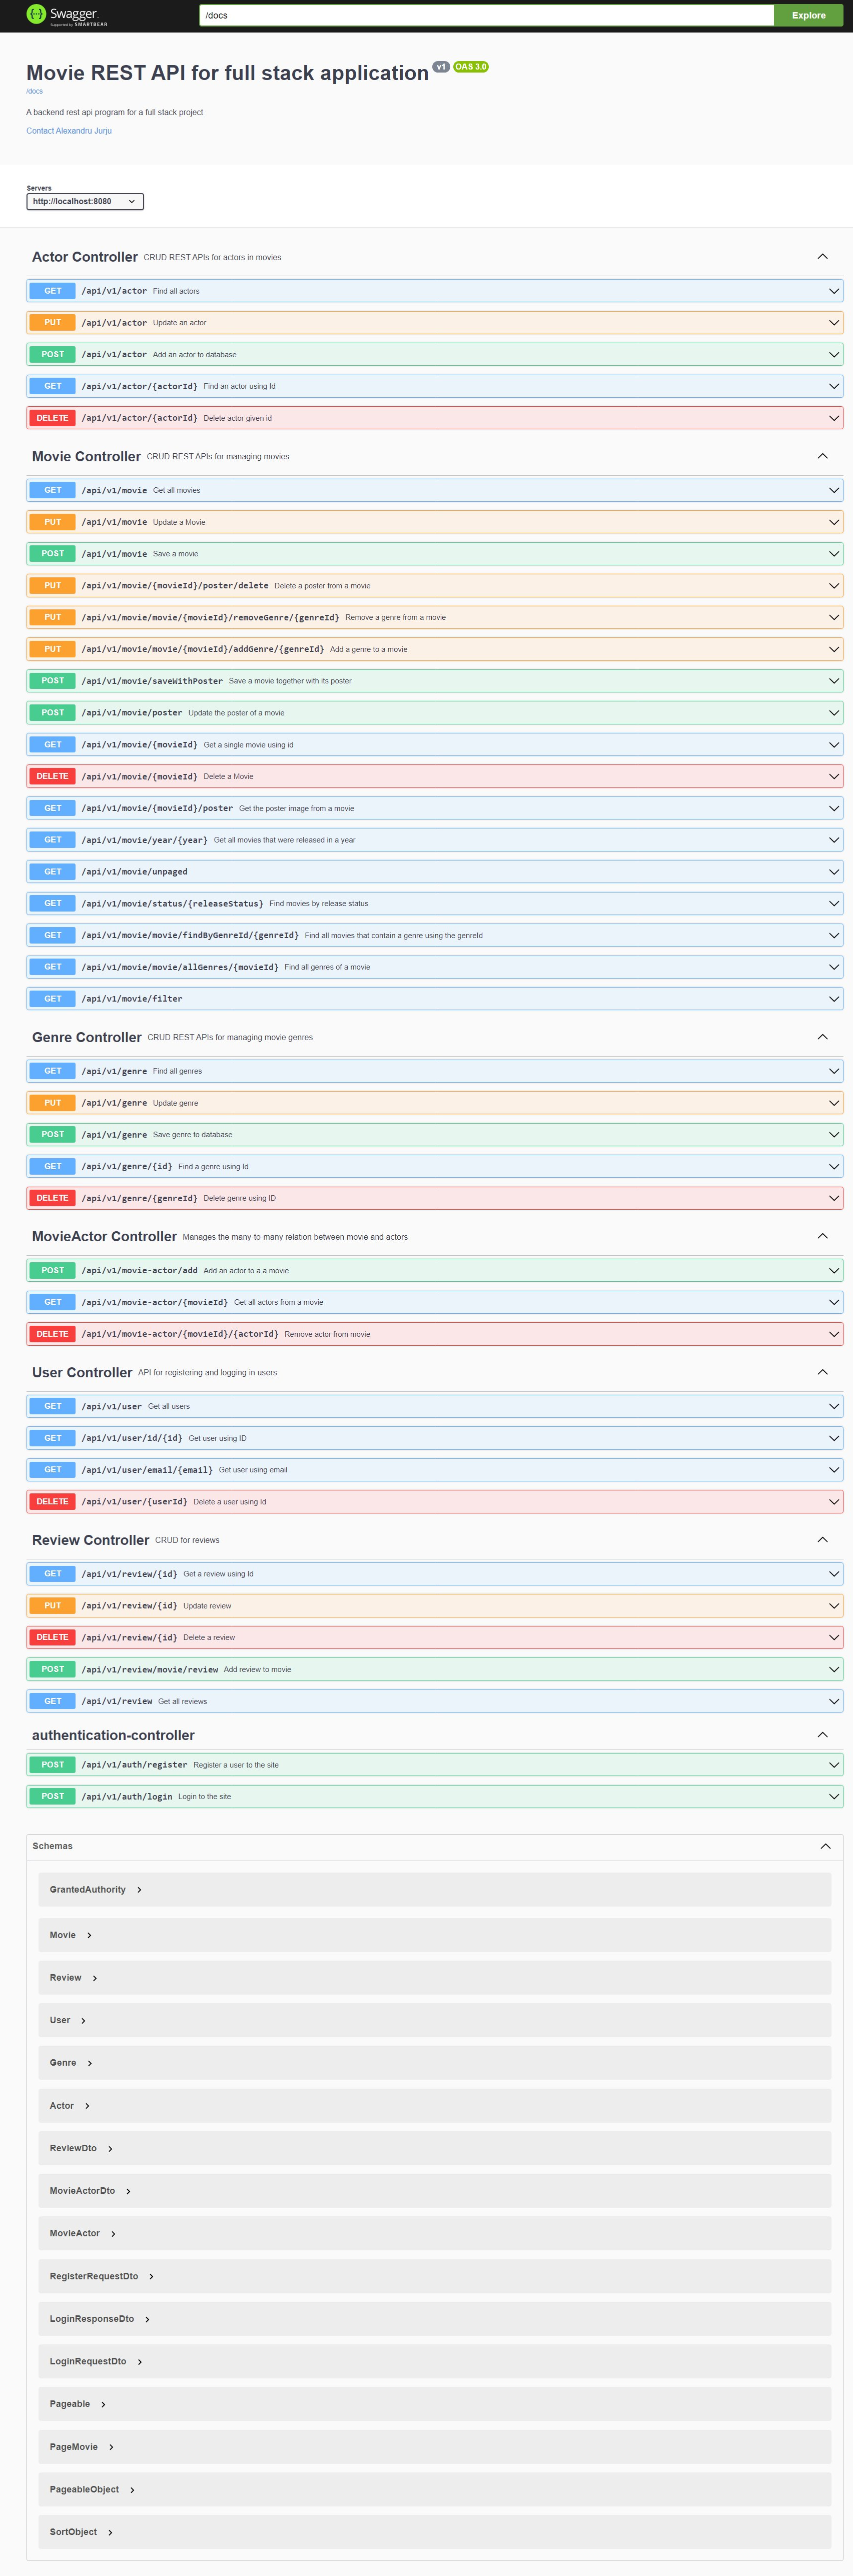 Swagger.
Supported by SMARTBEAR
/docs
Explore
Movie REST API for full stack application v1 OAS 3.0
/docs
A backend rest api program for a full stack project
Contact Alexandru Jurju
Servers
http://localhost:8080
Actor Controller CRUD REST APIs for actors in movies
GET /api/v1/actor Find all actors
PUT /api/v1/actor Update an actor
POST /api/v1/actor Add an actor to database
GET /api/v1/actor/{actorId} Find an actor using Id
DELETE /api/v1/actor/{actorId} Delete actor given id
Movie Controller CRUD REST APIs for managing movies
GET /api/v1/movie Get all movies
PUT /api/v1/movie Update a Movie
POST /api/v1/movie Save a movie
PUT /api/v1/movie/{movieId}/poster/delete Delete a poster from a movie
PUT /api/v1/movie/movie/{movieId}/removeGenre/{genreId} Remove a genre from a movie
PUT /api/v1/movie/movie/{movieId}/addGenre/{genreId} Add a genre to a movie
POST /api/v1/movie/saveWithPoster Save a movie together with its poster
POST /api/v1/movie/poster Update the poster of a movie
GET /api/v1/movie/{movieId} Get a single movie using id
DELETE /api/v1/movie/{movieId} Delete a Movie
GET /api/v1/movie/{movieId}/poster Get the poster image from a movie
GET /api/v1/movie/year/{year} Get all movies that were released in a year
GET /api/v1/movie/unpaged
GET /api/v1/movie/status/{releaseStatus} Find movies by release status
GET /api/v1/movie/movie/findByGenreId/{genreId} Find all movies that contain a genre using the genreId
GET /api/v1/movie/movie/allGenres/{movieId} Find all genres of a movie
GET /api/v1/movie/filter
Genre Controller CRUD REST APIs for managing movie genres
GET /api/v1/genre Find all genres
PUT /api/v1/genre Update genre
POST /api/v1/genre Save genre to database
GET /api/v1/genre/{id} Find a genre using Id
DELETE /api/v1/genre/{genreId} Delete genre using ID
MovieActor Controller Manages the many-to-many relation between movie and actors
POST /api/v1/movie-actor/add Add an actor to a a movie
GET /api/v1/movie-actor/{movieId} Get all actors from a movie
DELETE /api/v1/movie-actor/{movieId}/{actorId} Remove actor from movie
User Controller API for registering and logging in users
GET /api/v1/user Get all users
GET /api/v1/user/id/{id} Get user using ID
GET /api/v1/user/email/{email} Get user using email
DELETE /api/v1/user/{userId} Delete a user using Id
Review Controller CRUD for reviews
GET /api/v1/review/{id} Get a review using Id
PUT /api/v1/review/{id} Update review
DELETE /api/v1/review/{id} Delete a review
POST /api/v1/review/movie/review Add review to movie
GET /api/v1/review Get all reviews
authentication-controller
POST /api/v1/auth/register Register a user to the site
POST /api/v1/auth/login Login to the site
Schemas
GrantedAuthority
Movie
Review
User
Genre
Actor
ReviewDto
MovieActorDto
MovieActor
RegisterRequestDto
LoginResponseDto
LoginRequestDto
Pageable
PageMovie
PageableObject
SortObject